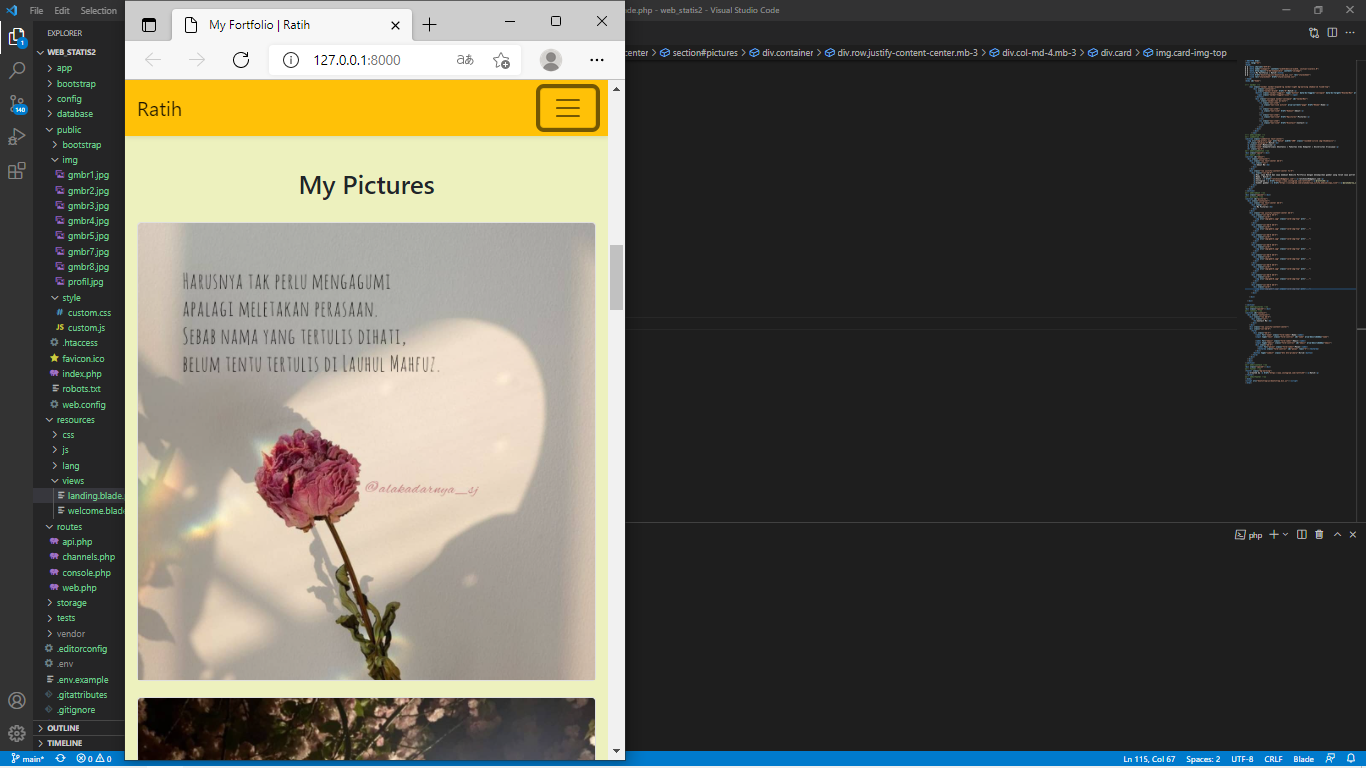 File Edit Selection
blade.php - web_statis2 - Visual Studio Code
My Fortfolio | Ratih
127.0.0.1:8000
EXPLORER
WEB_STATIS2
app
bootstrap
config
database
public
bootstrap
img
gmbr1.jpg
gmbr2.jpg
gmbr3.jpg
gmbr4.jpg
gmbr5.jpg
gmbr7.jpg
gmbr8.jpg
profil.jpg
style
custom.css
custom.js
.htaccess
favicon.ico
index.php
robots.txt
web.config
resources
css
js
lang
views
landing.blade.
welcome.blade
routes
api.php
channels.php
console.php
web.php
storage
tests
vendor
.editorconfig
.env
.env.example
.gitattributes
.gitignore
OUTLINE
TIMELINE
1
140
Ratih
My Pictures
Harusnya tak perlu mengagumi
apalagi meletakan perasaan.
Sebab nama yang tertulis dihati,
belum tentu tertulis di Lauhul Mahfuz.
@alakadarnya_sj
center > section#pictures > div.container > div.row.justify-content-center.mb-3 > div.col-md-4.mb-3 > div.card > img.card-img-top
php
main* 0 0
Ln 115, Col 67 Spaces: 2 UTF-8 CRLF Blade